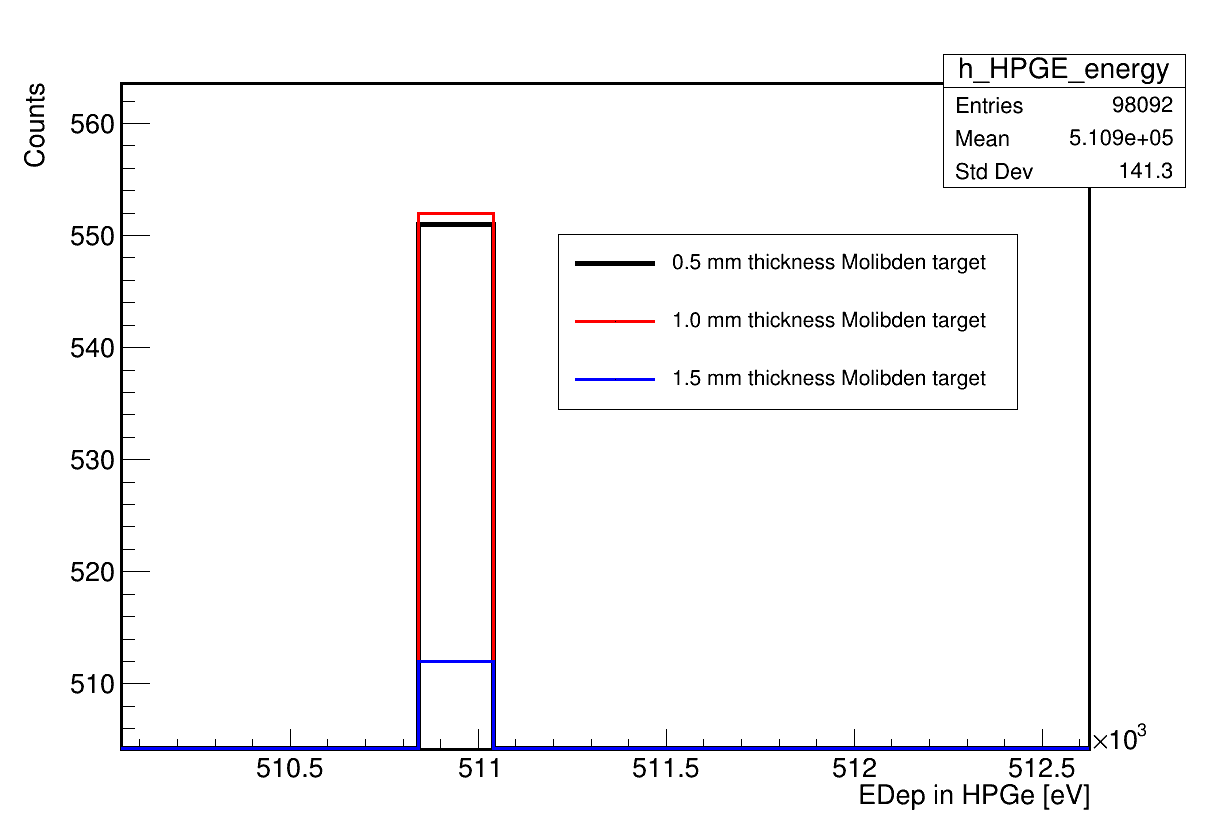 h_HPGE_energy
Entries 98092
Mean 5.109e+05
Std Dev 141.3
Counts
560
550
540
530
520
510
0.5 mm thickness Molibden target
1.0 mm thickness Molibden target
1.5 mm thickness Molibden target
510.5 511 511.5 512 512.5
×10³
EDep in HPGe [eV]